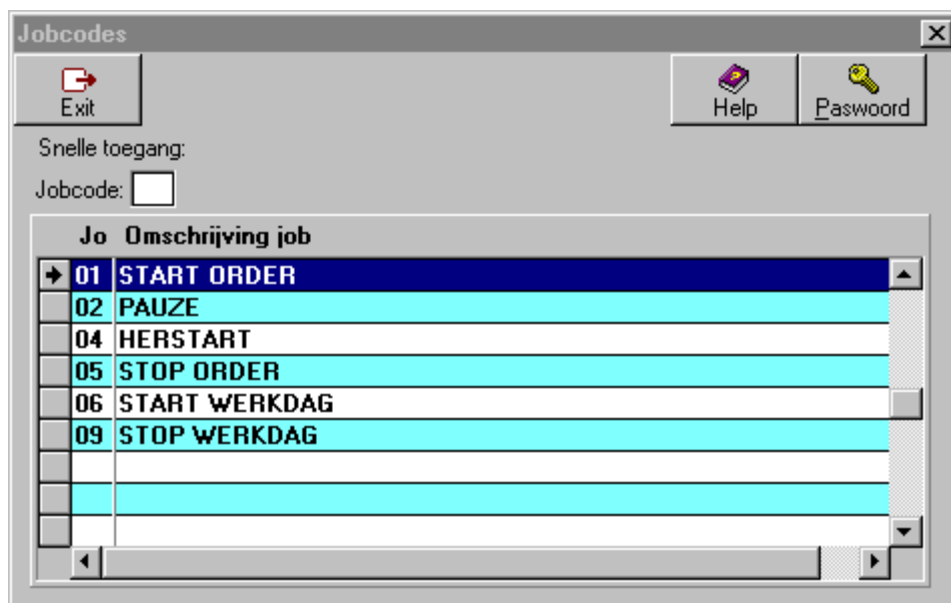 Jobcodes
Exit
Help
Paswoord
Snelle toegang:
Jobcode:
Jo Omschrijving job
01 START ORDER
02 PAUZE
04 HERSTART
05 STOP ORDER
06 START WERKDAG
09 STOP WERKDAG